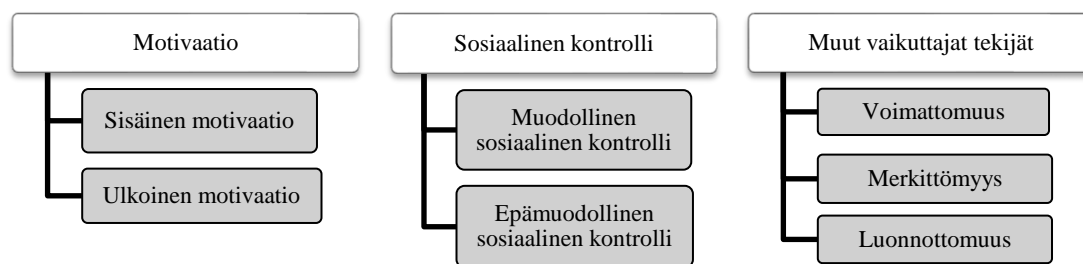 Motivaatio
Sisäinen motivaatio
Ulkoinen motivaatio
Sosiaalinen kontrolli
Muodollinen
sosiaalinen kontrolli
Epämuodollinen
sosiaalinen kontrolli
Muut vaikuttajat tekijät
Voimattomuus
Merkittömyys
Luonnottomuus